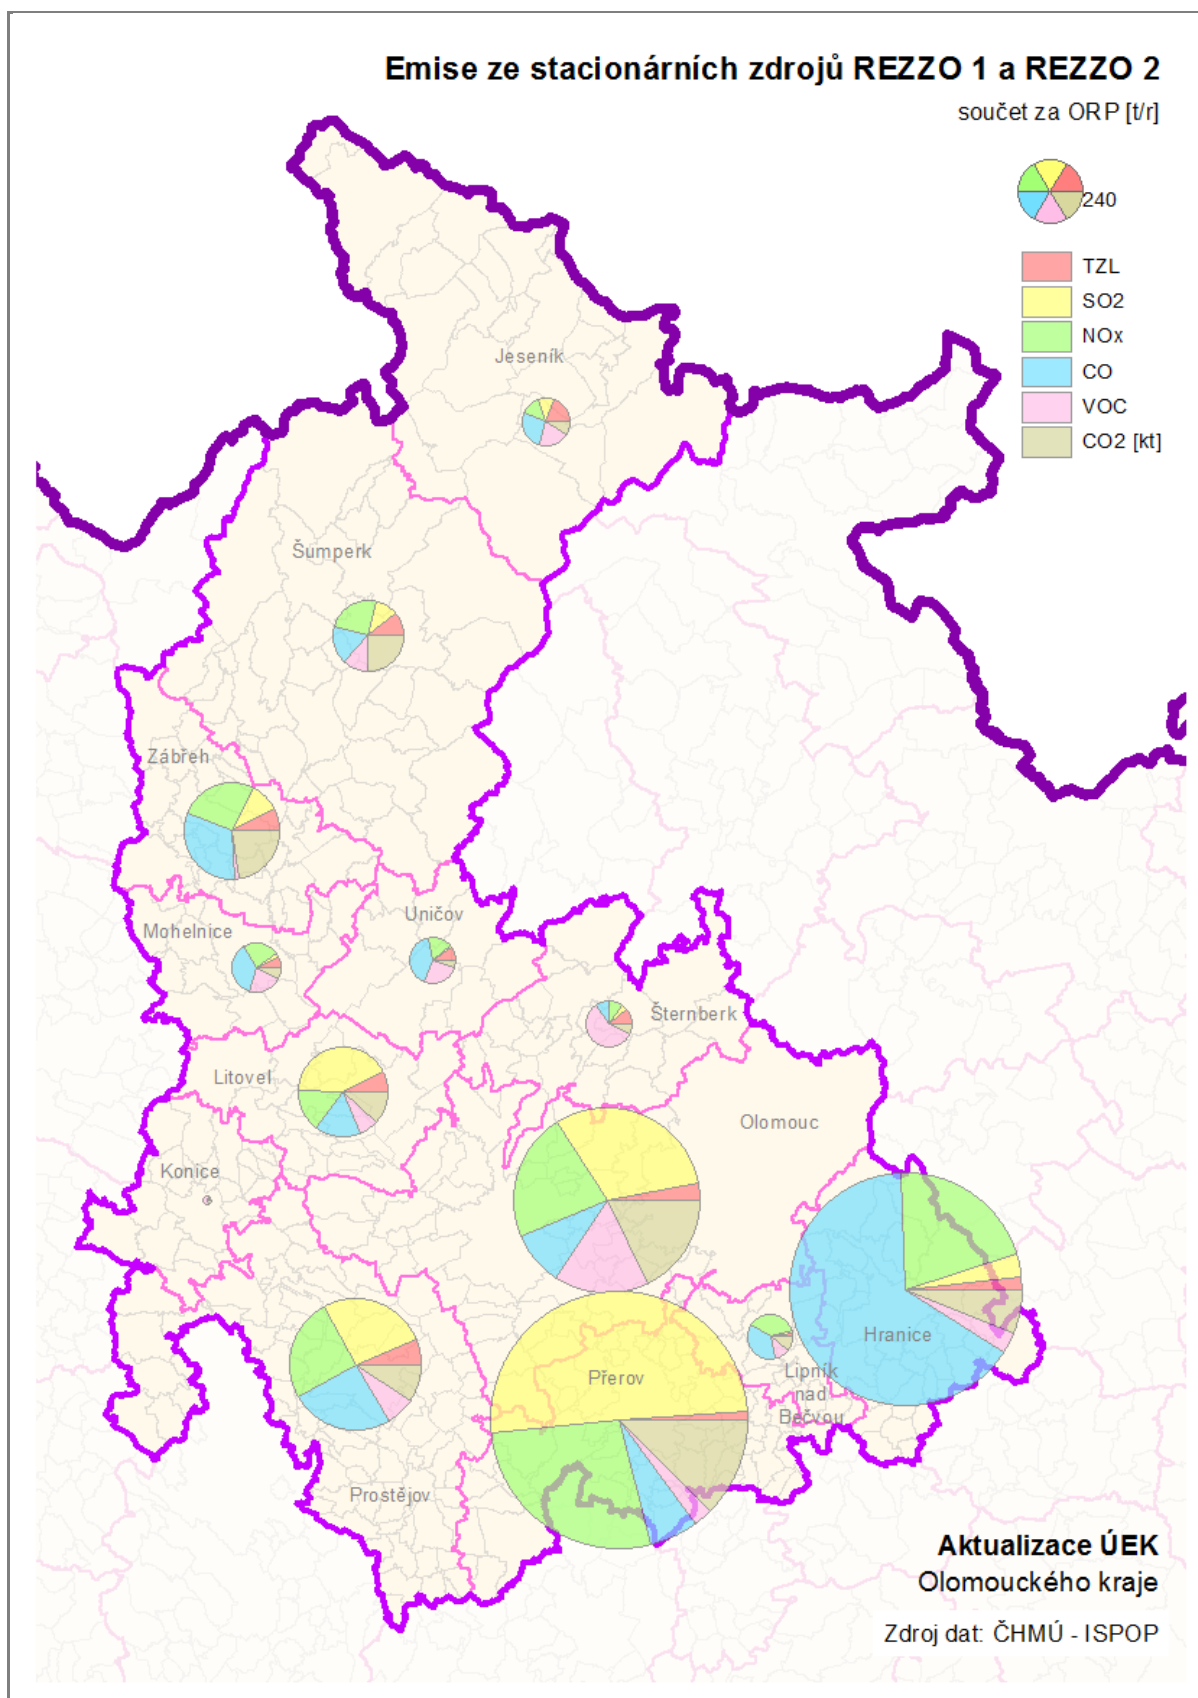 Emise ze stacionárních zdrojů REZZO 1 a REZZO 2
součet za ORP [t/r]
240
TZL
SO2
NOx
CO
VOC
CO2 [kt]
Jeseník
Šumperk
Zábřeh
Uničov
Mohelnice
Šternberk
Litovel
Olomouc
Konice
Hranice
Přerov
Lipník
nad
Bečvou
Prostějov
Aktualizace ÚEK
Olomouckého kraje
Zdroj dat: ČHMÚ - ISPOP